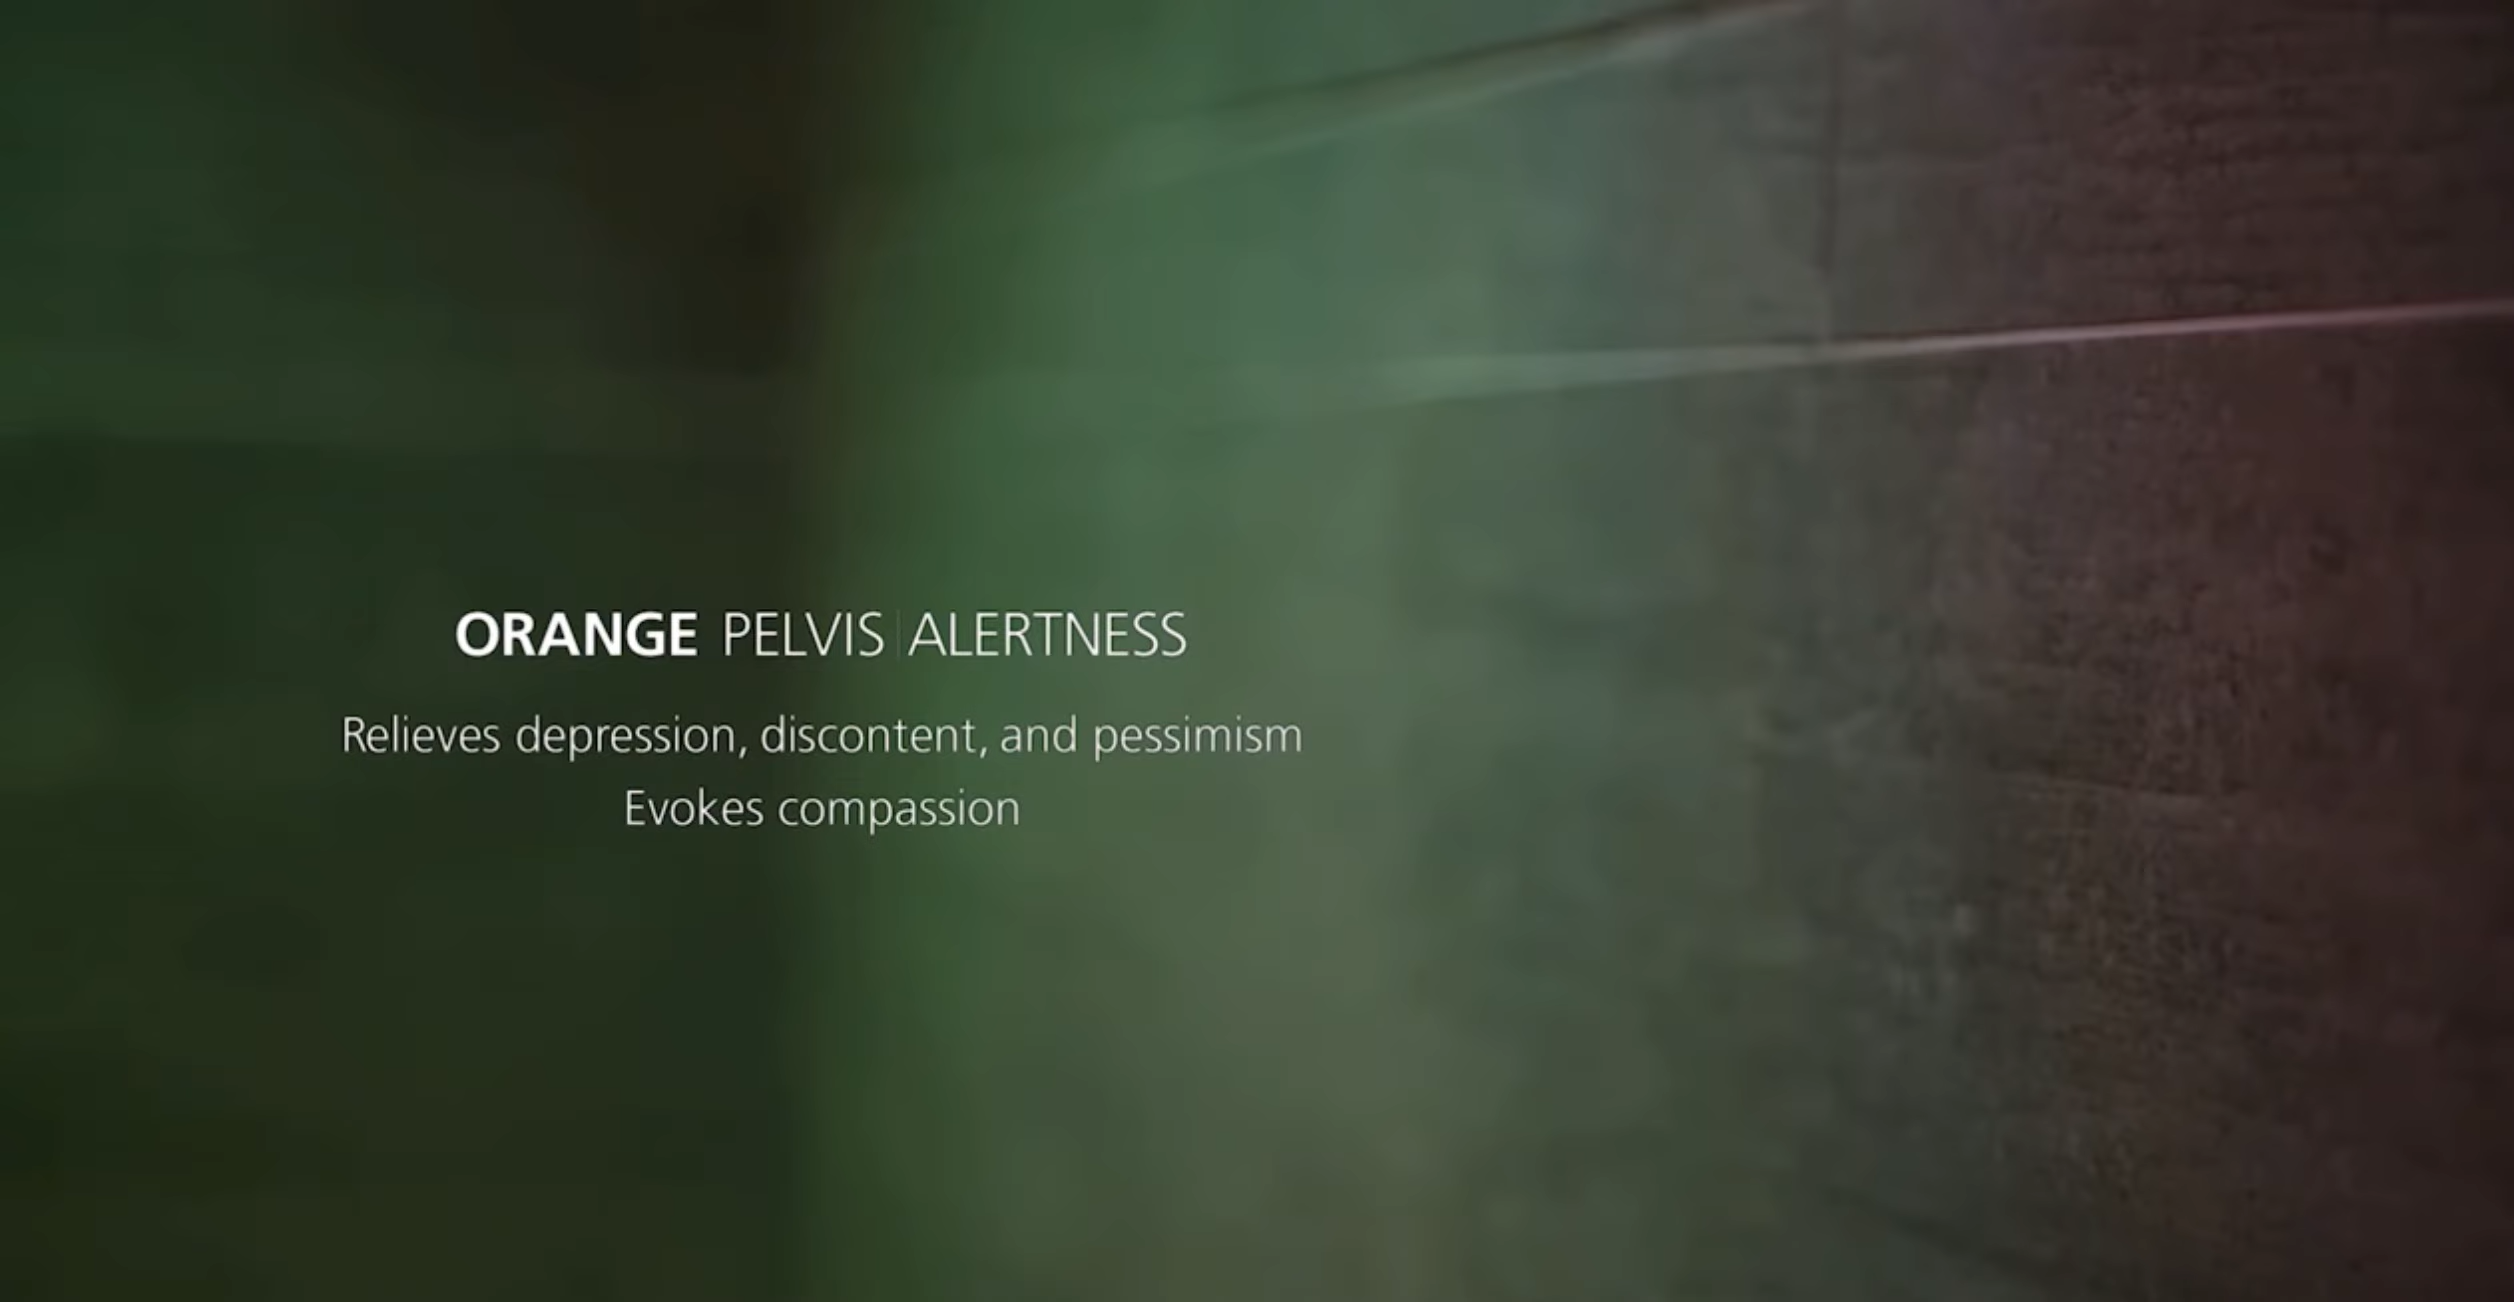 ORANGE PELVIS | ALERTNESS
Relieves depression, discontent, and pessimism
Evokes compassion